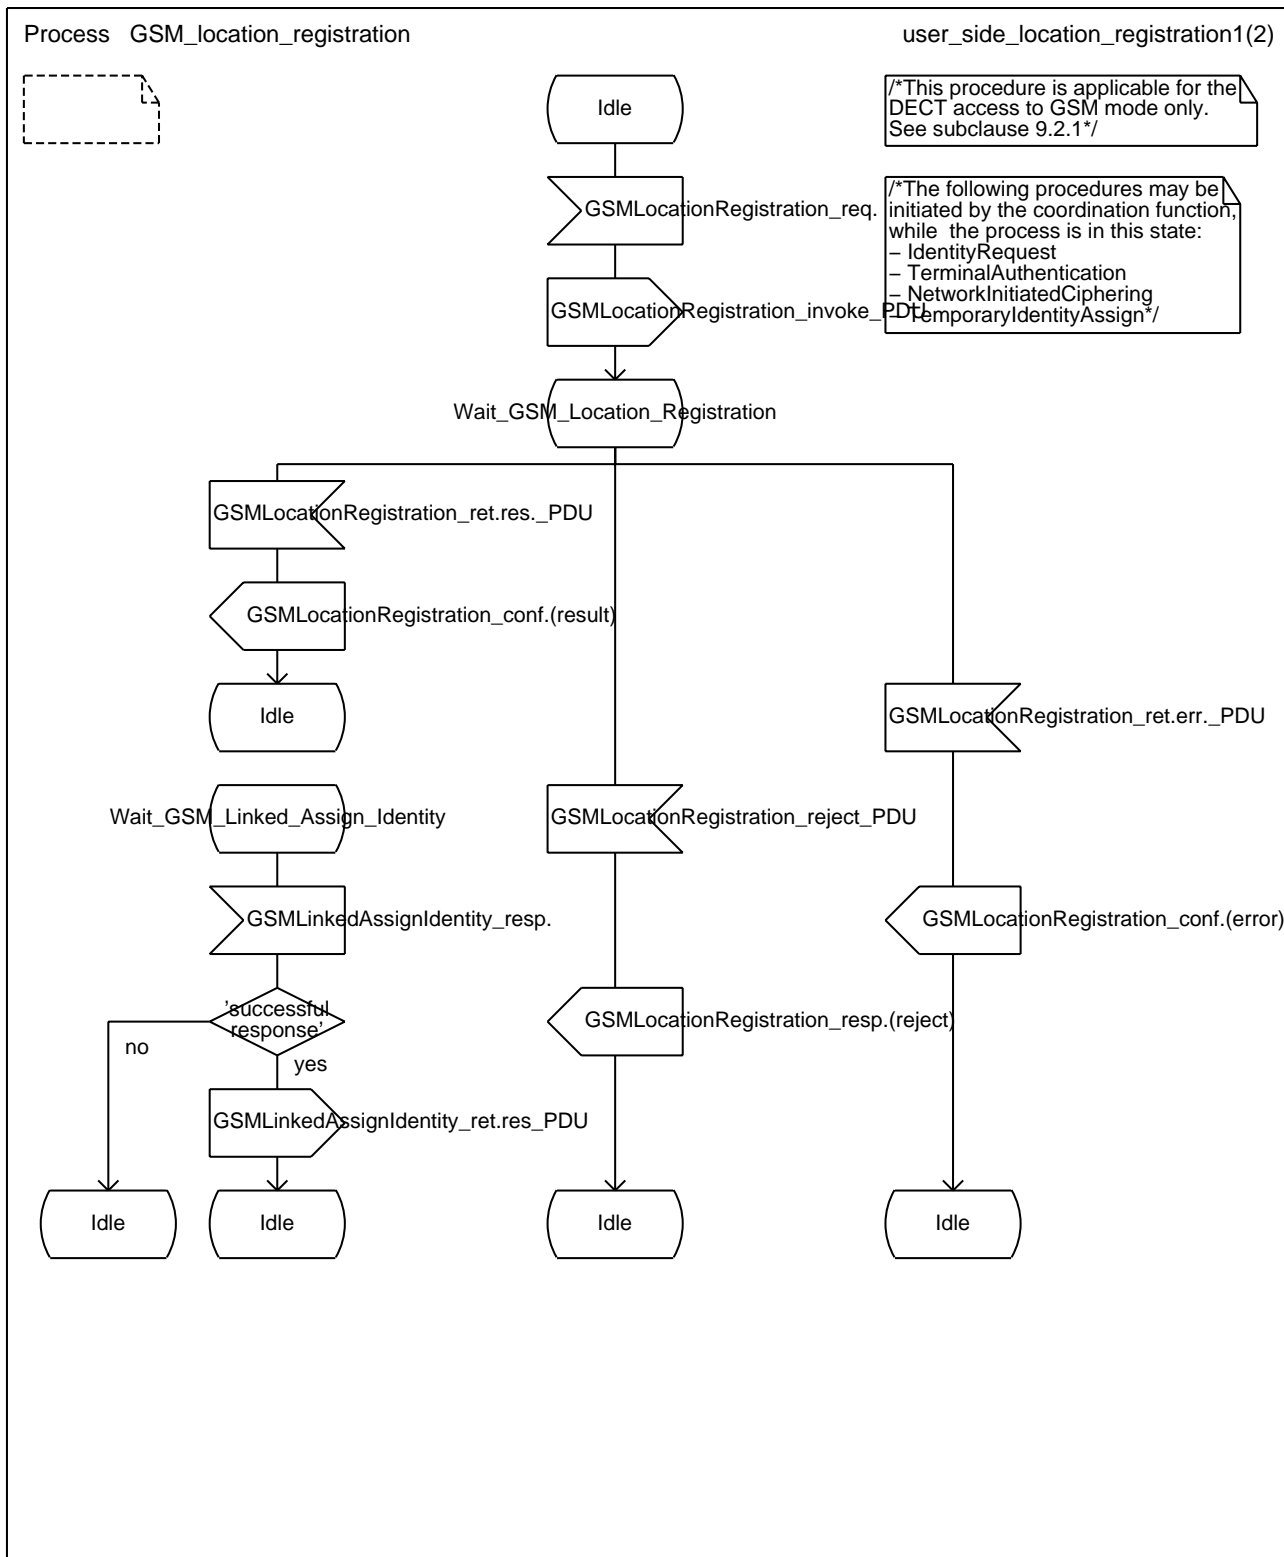 Process GSM_location_registration
user_side_location_registration1(2)
Idle
/*This procedure is applicable for the
DECT access to GSM mode only.
See subclause 9.2.1*/
GSMLocationRegistration_req.
/*The following procedures may be
initiated by the coordination function,
while the process is in this state:
– IdentityRequest
– TerminalAuthentication
– NetworkInitiatedCiphering
– TemporaryIdentityAssign*/
GSMLocationRegistration_invoke_PDU
Wait_GSM_Location_Registration
GSMLocationRegistration_ret.res._PDU
GSMLocationRegistration_conf.(result)
Idle
GSMLocationRegistration_ret.err._PDU
Wait_GSM_Linked_Assign_Identity
GSMLocationRegistration_reject_PDU
GSMLinkedAssignIdentity_resp.
GSMLocationRegistration_conf.(error)
'successful
response'
GSMLocationRegistration_resp.(reject)
no
yes
GSMLinkedAssignIdentity_ret.res_PDU
Idle
Idle
Idle
Idle